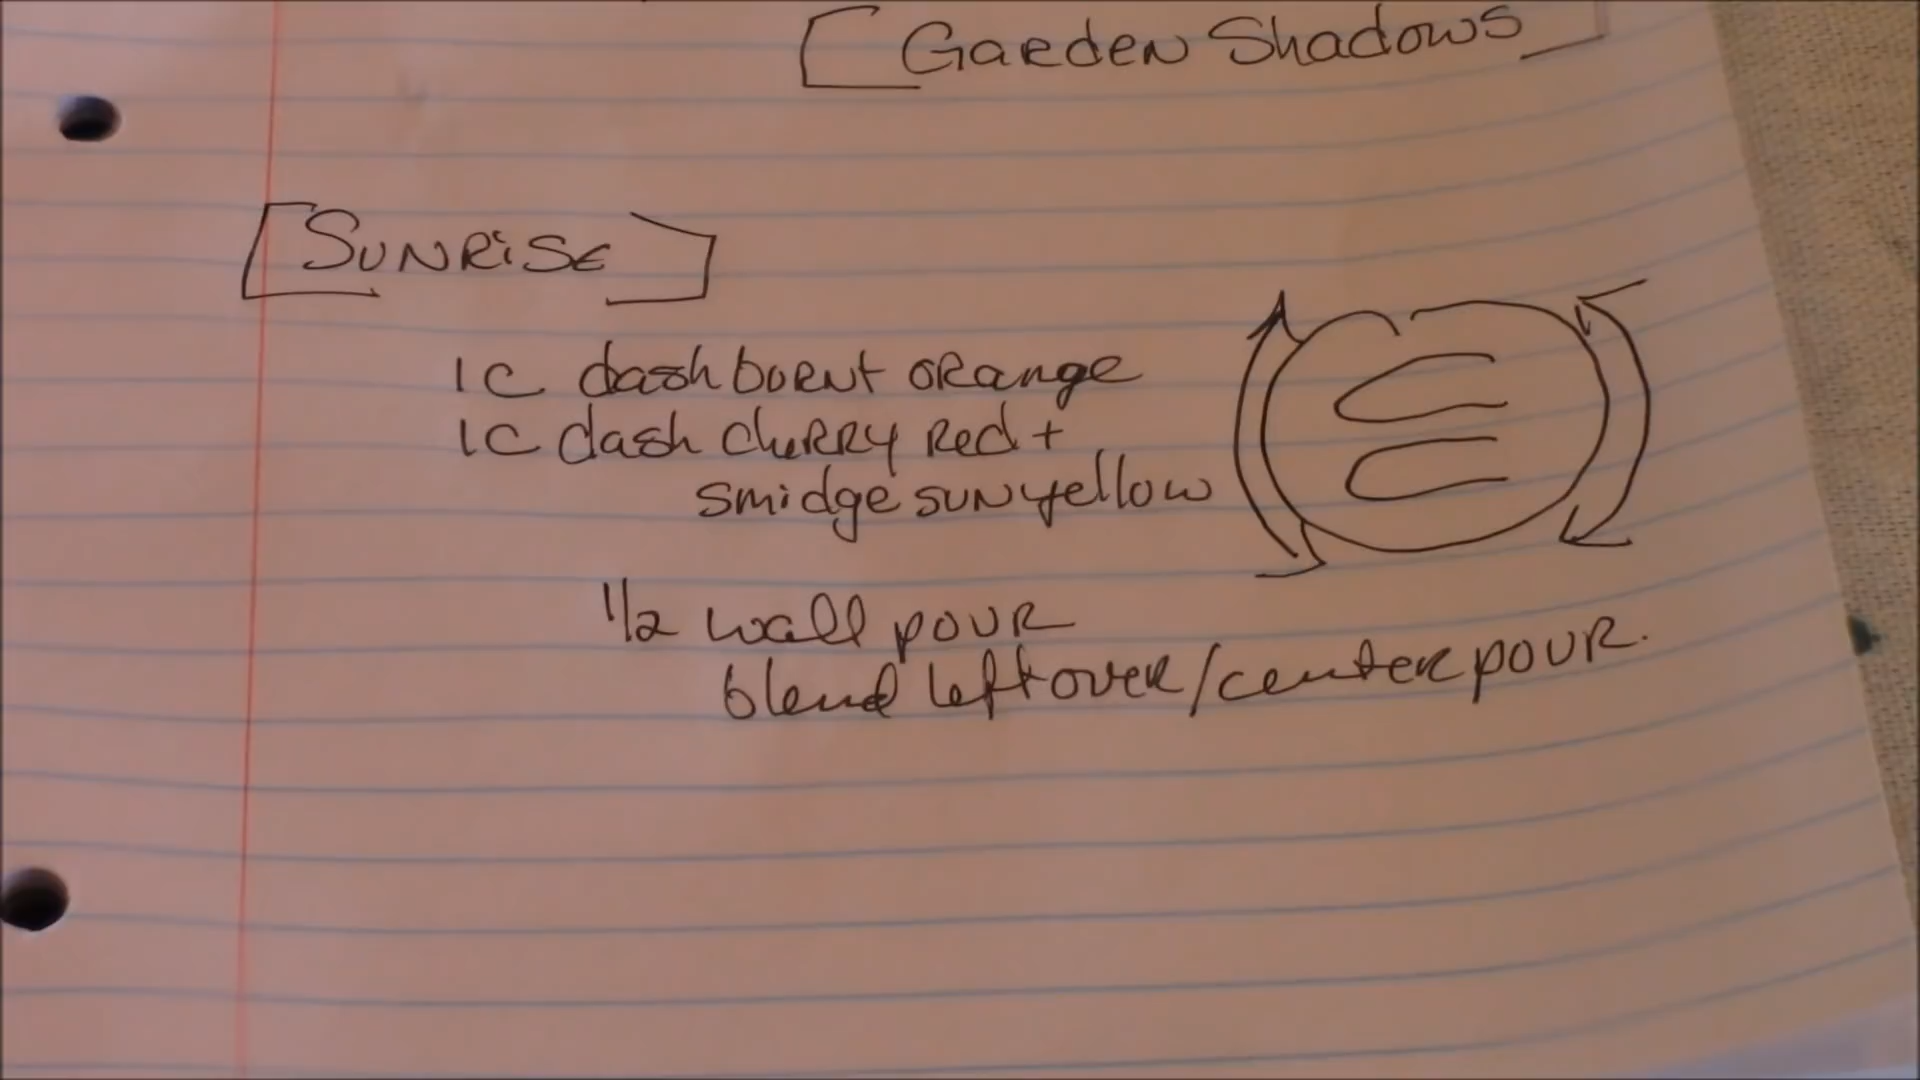 [Garden Shadows]
[Sunrise]
1C dash burnt orange
1C dash cherry red +
smidge sun yellow
1/2 wall pour
blend leftover/center pour.